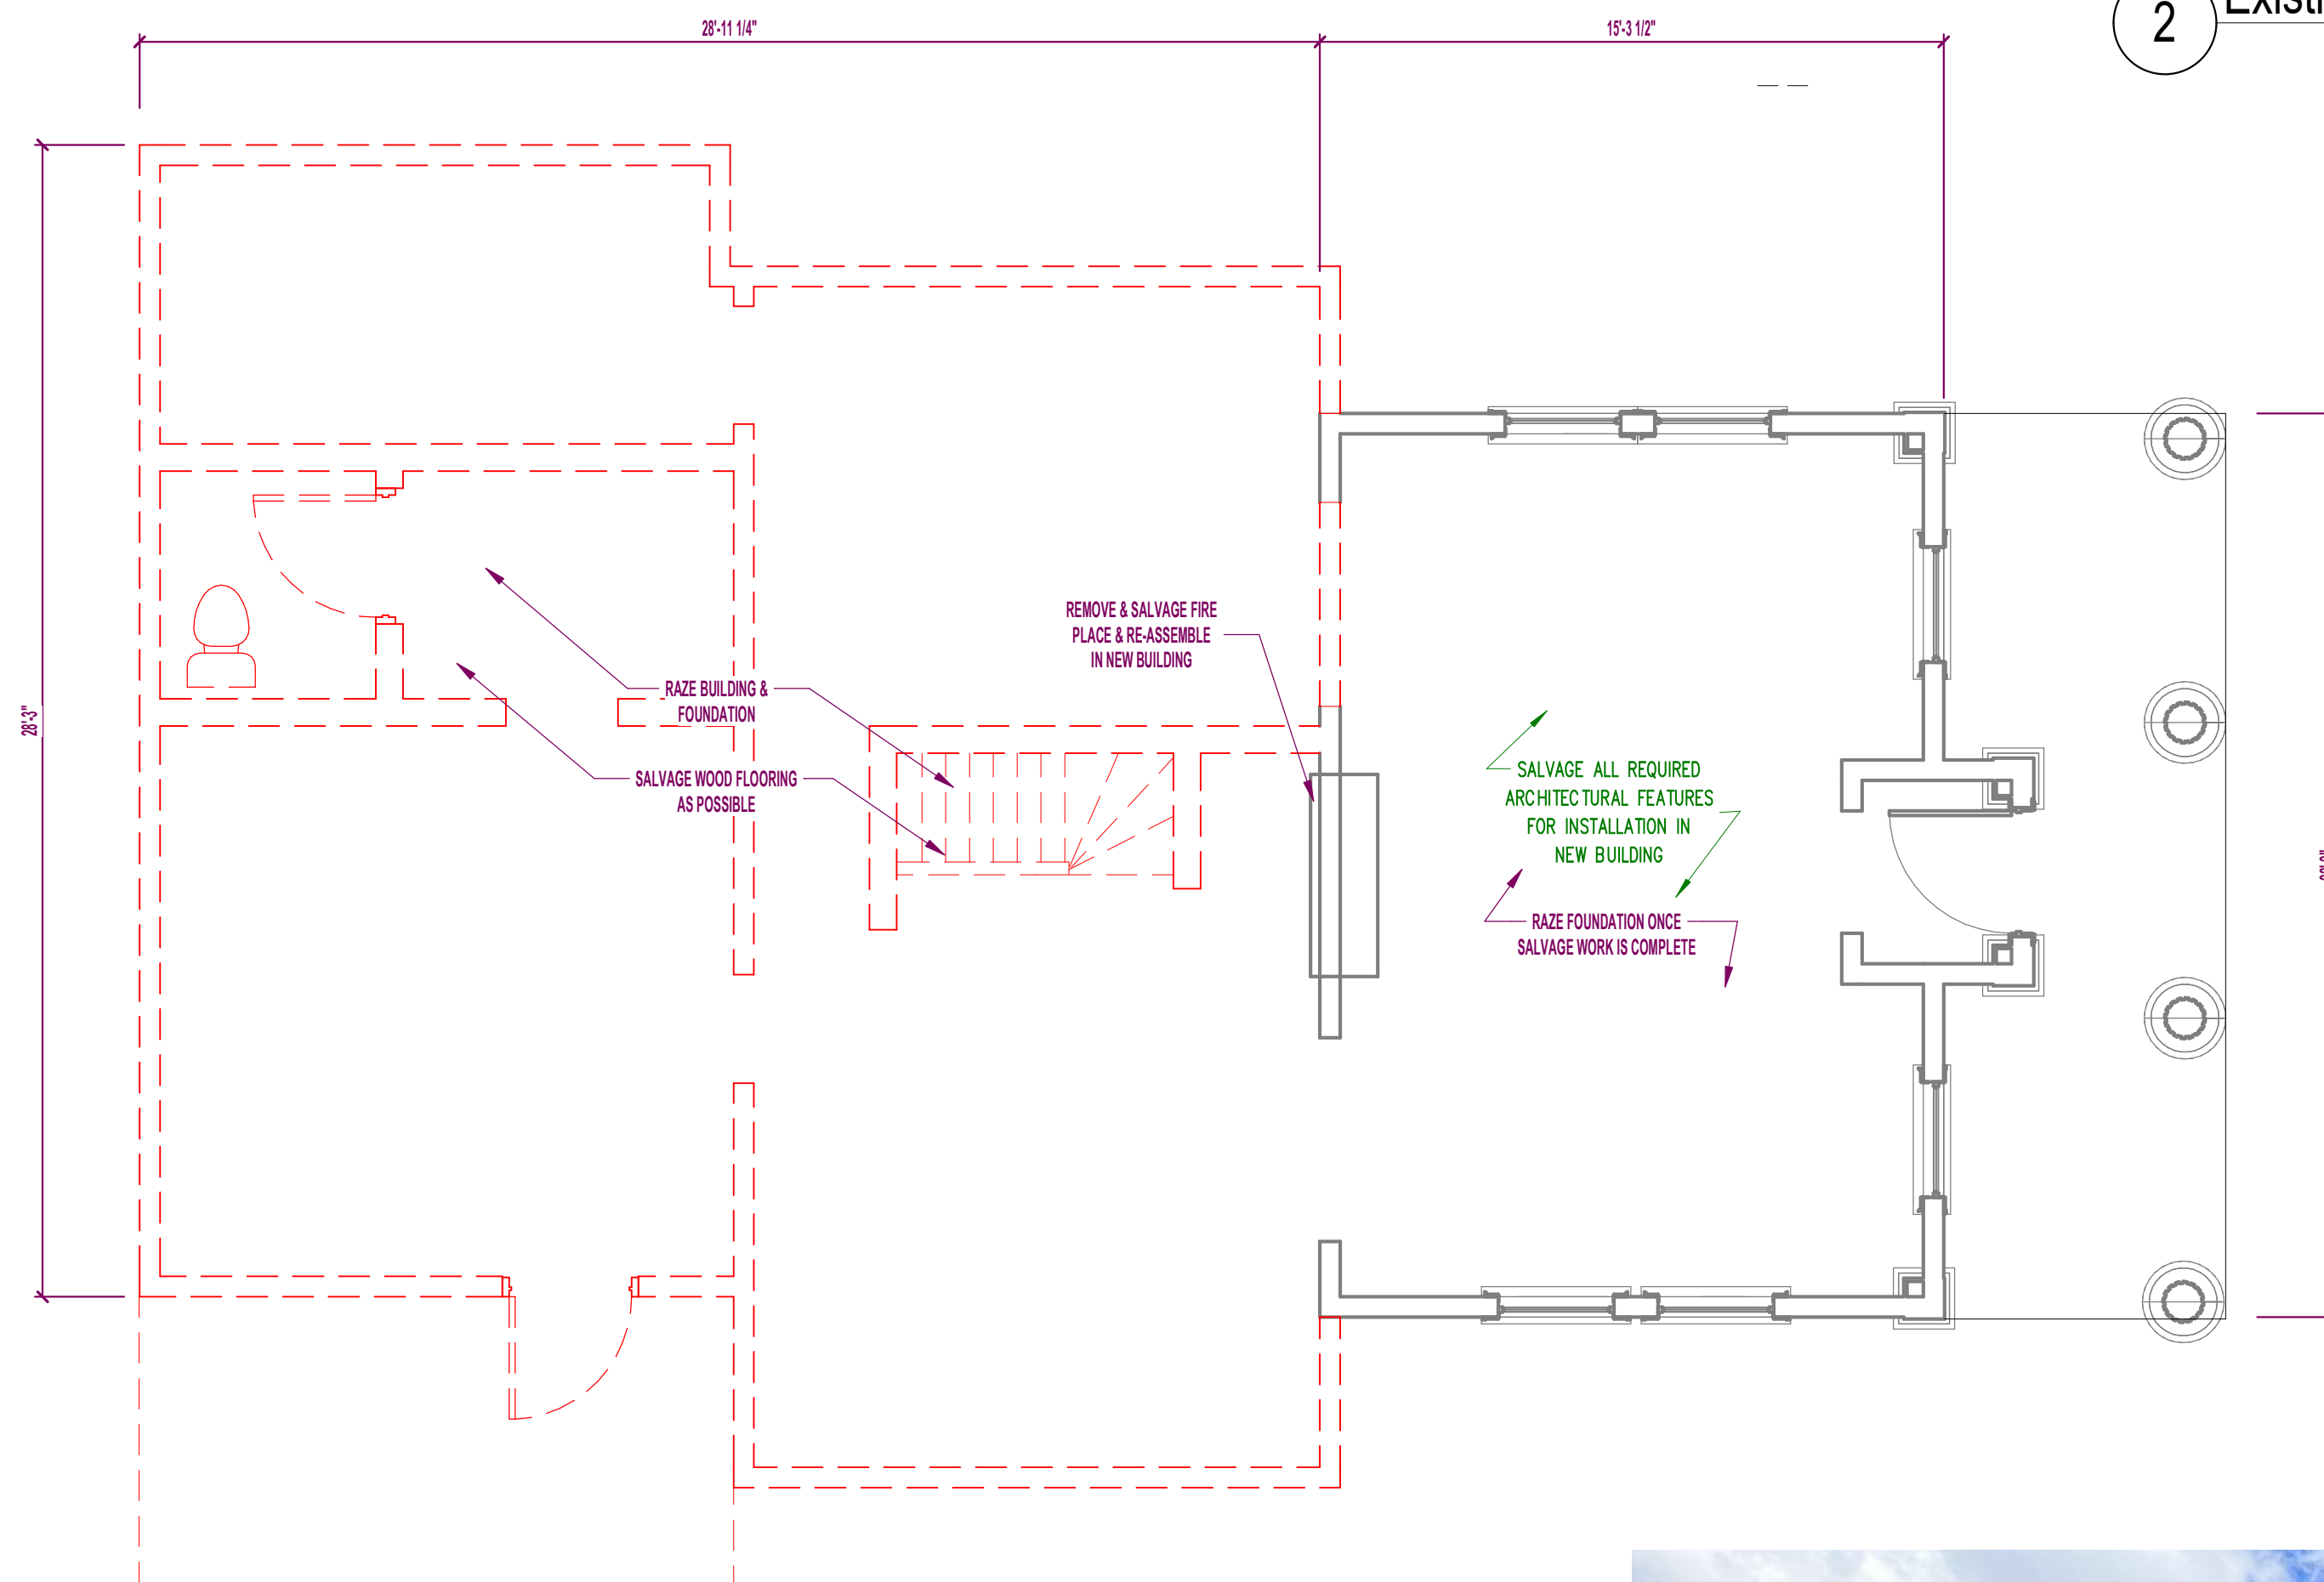 2
28'-11 1/4"
15'-3 1/2"
28'-3"
REMOVE & SALVAGE FIRE
PLACE & RE-ASSEMBLE
IN NEW BUILDING
RAZE BUILDING &
FOUNDATION
SALVAGE WOOD FLOORING
AS POSSIBLE
SALVAGE ALL REQUIRED
ARCHITECTURAL FEATURES
FOR INSTALLATION IN
NEW BUILDING
RAZE FOUNDATION ONCE
SALVAGE WORK IS COMPLETE